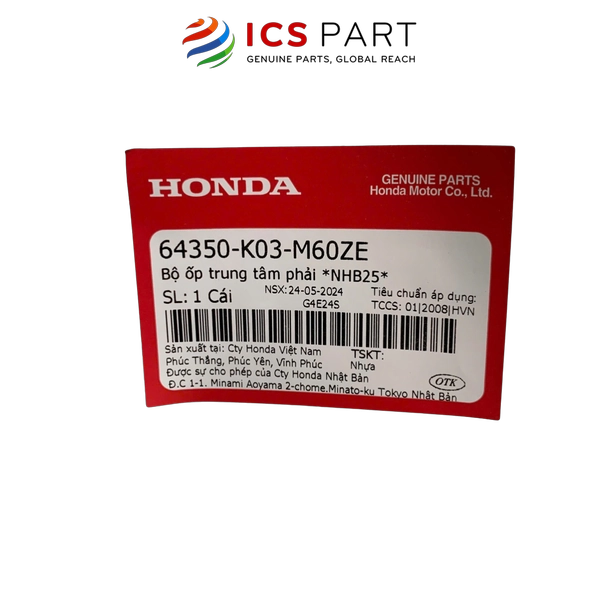 ICS PART
GENUINE PARTS, GLOBAL REACH
HONDA
GENUINE PARTS
Honda Motor Co., Ltd.
64350-K03-M60ZE
Bộ ốp trung tâm phải *NHB25*
SL: 1 Cái
NSX: 24-05-2024
G4E24S
Tiêu chuẩn áp dụng:
TCCS: 01|2008|HVN
Sản xuất tại: Cty Honda Việt Nam
Phúc Thắng, Phúc Yên, Vĩnh Phúc
TSKT:
Nhựa
Được sự cho phép của Cty Honda Nhật Bản
Đ.C 1-1. Minami Aoyama 2-chome.Minato-ku Tokyo Nhật Bản
OTK